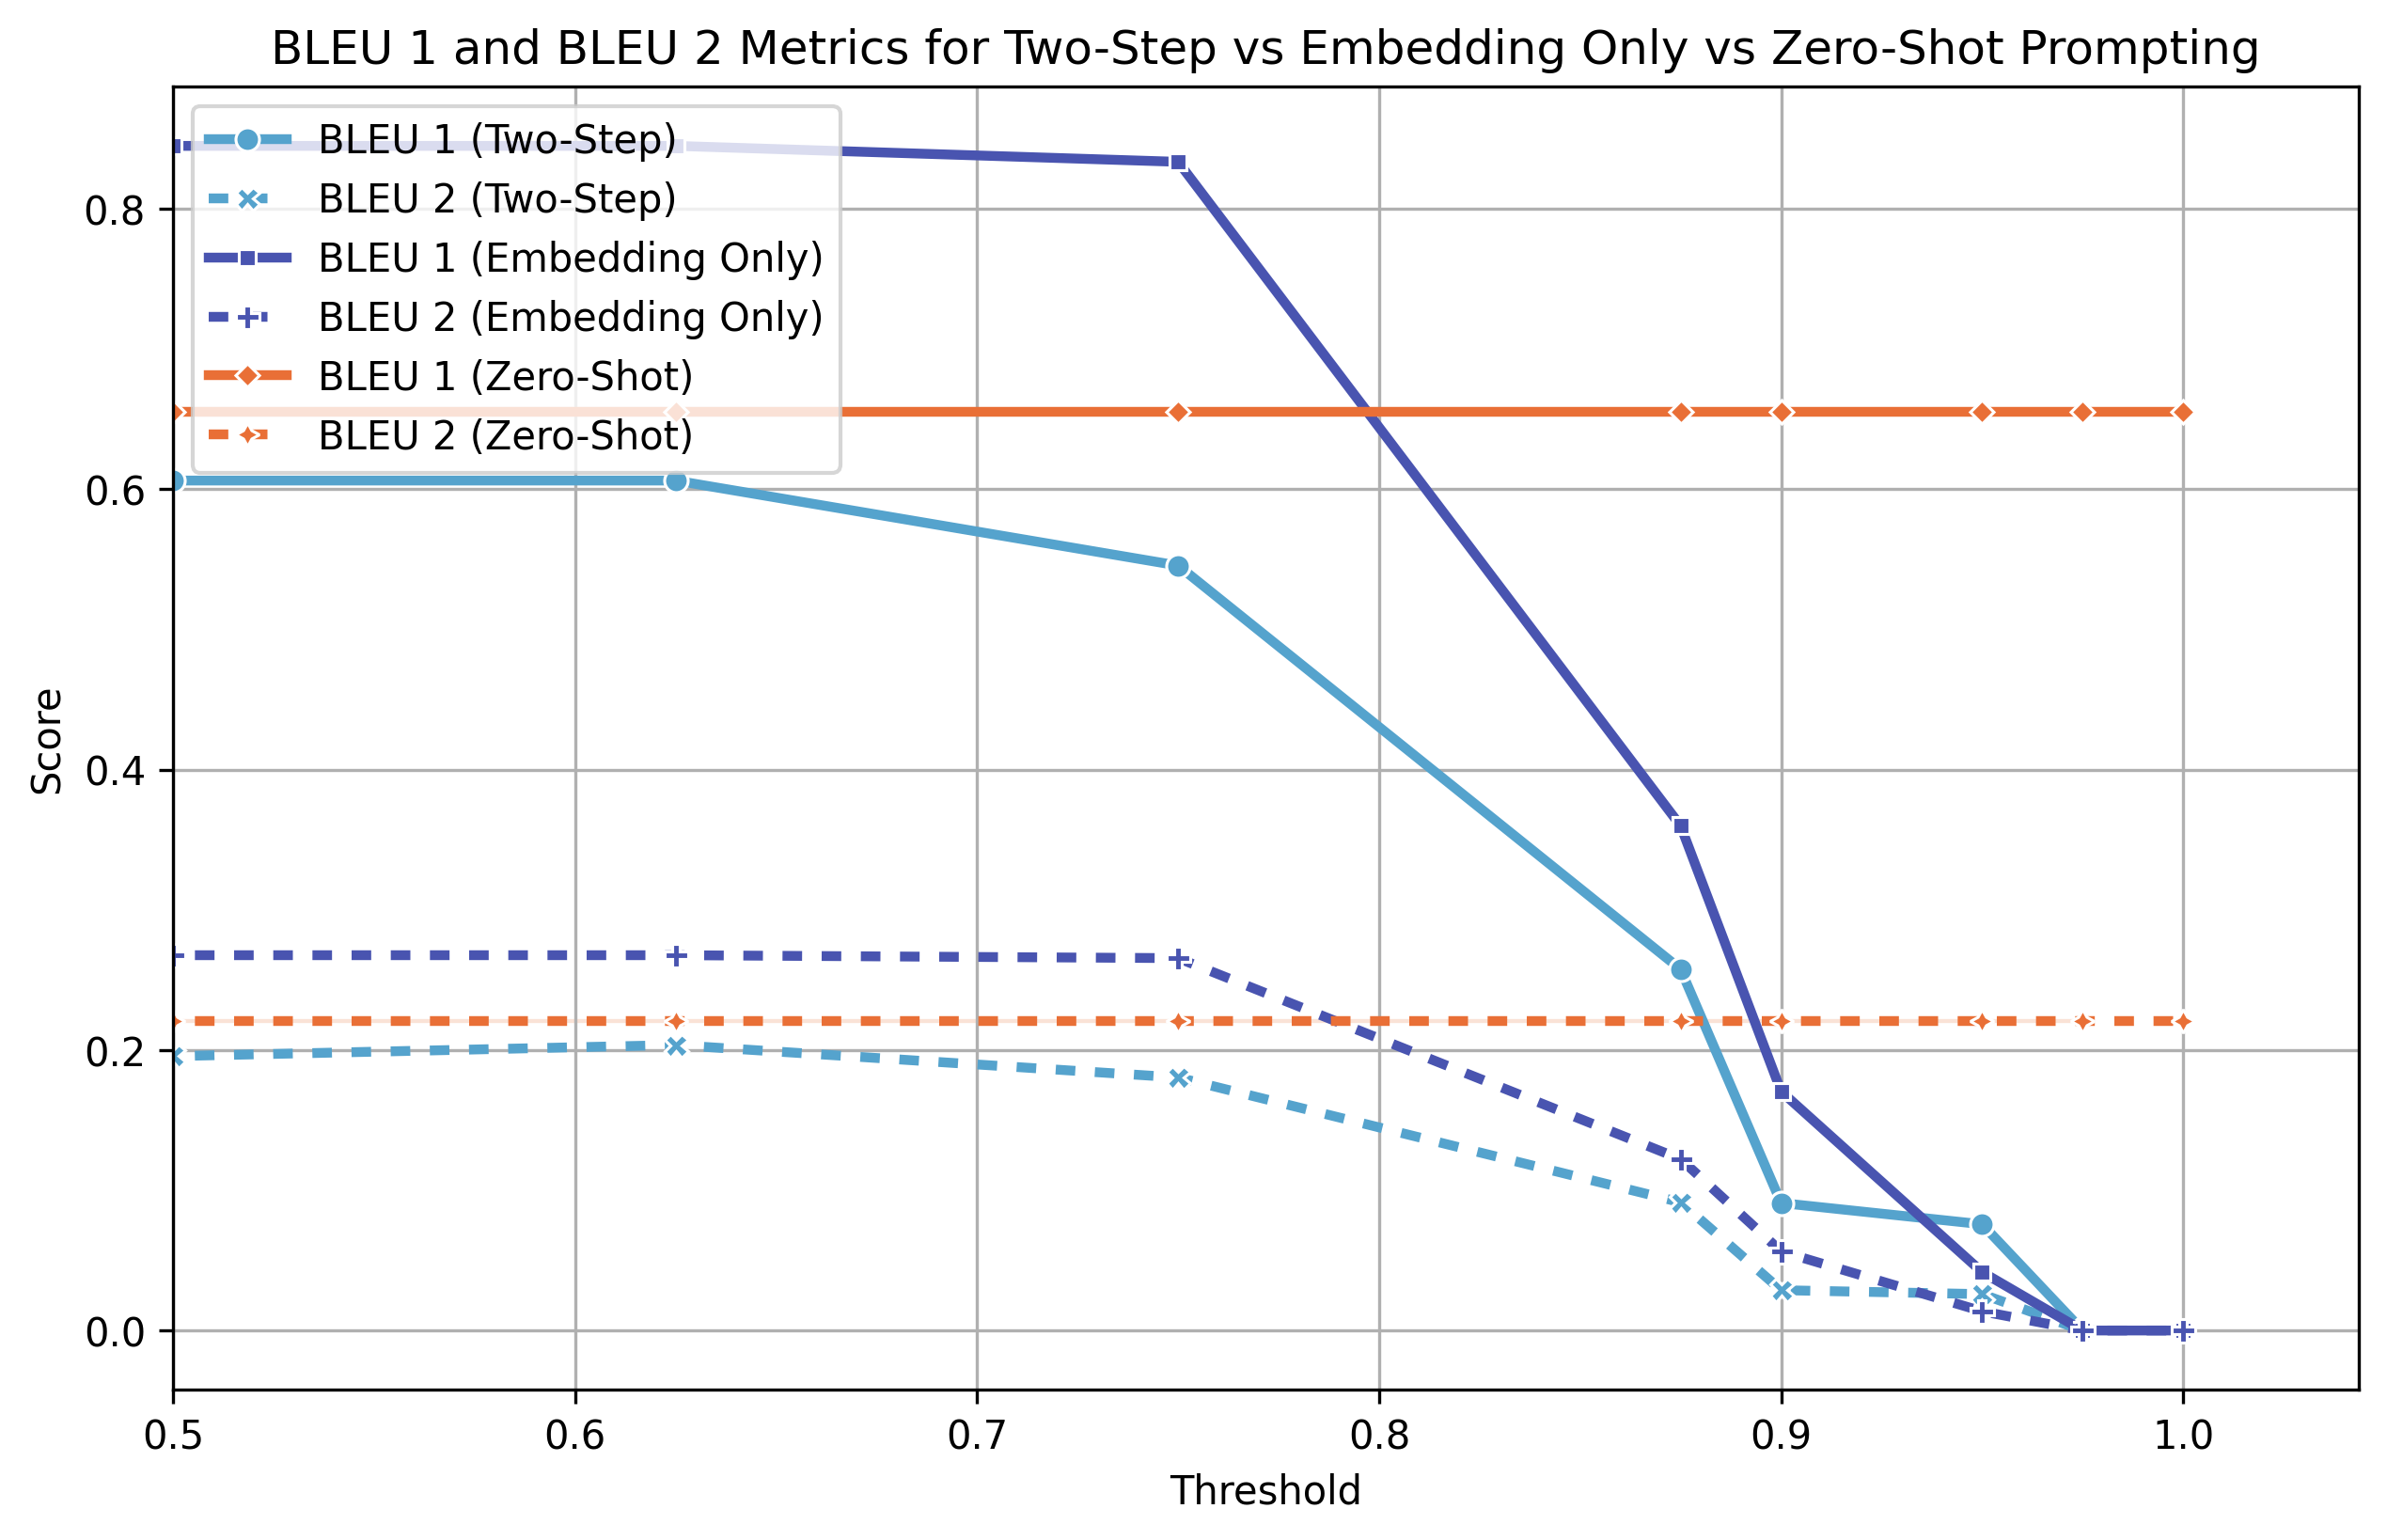 BLEU 1 and BLEU 2 Metrics for Two-Step vs Embedding Only vs Zero-Shot Prompting
BLEU 1 (Two-Step)
BLEU 2 (Two-Step)
BLEU 1 (Embedding Only)
BLEU 2 (Embedding Only)
BLEU 1 (Zero-Shot)
BLEU 2 (Zero-Shot)
0.8
0.6
0.4
0.2
0.0
Score
0.5 0.6 0.7 0.8 0.9 1.0
Threshold